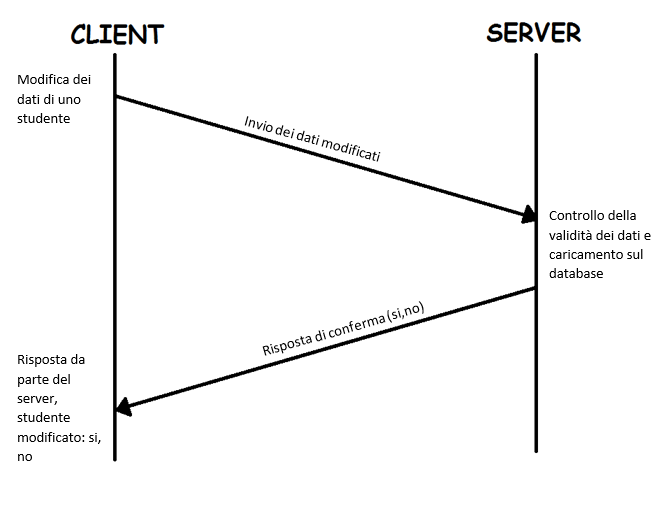 CLIENT
SERVER
Modifica dei
dati di uno
studente
Invio dei dati modificati
Controllo della
validità dei dati e
caricamento sul
database
Risposta di conferma (si,no)
Risposta da
parte del
server,
studente
modificato: si,
no